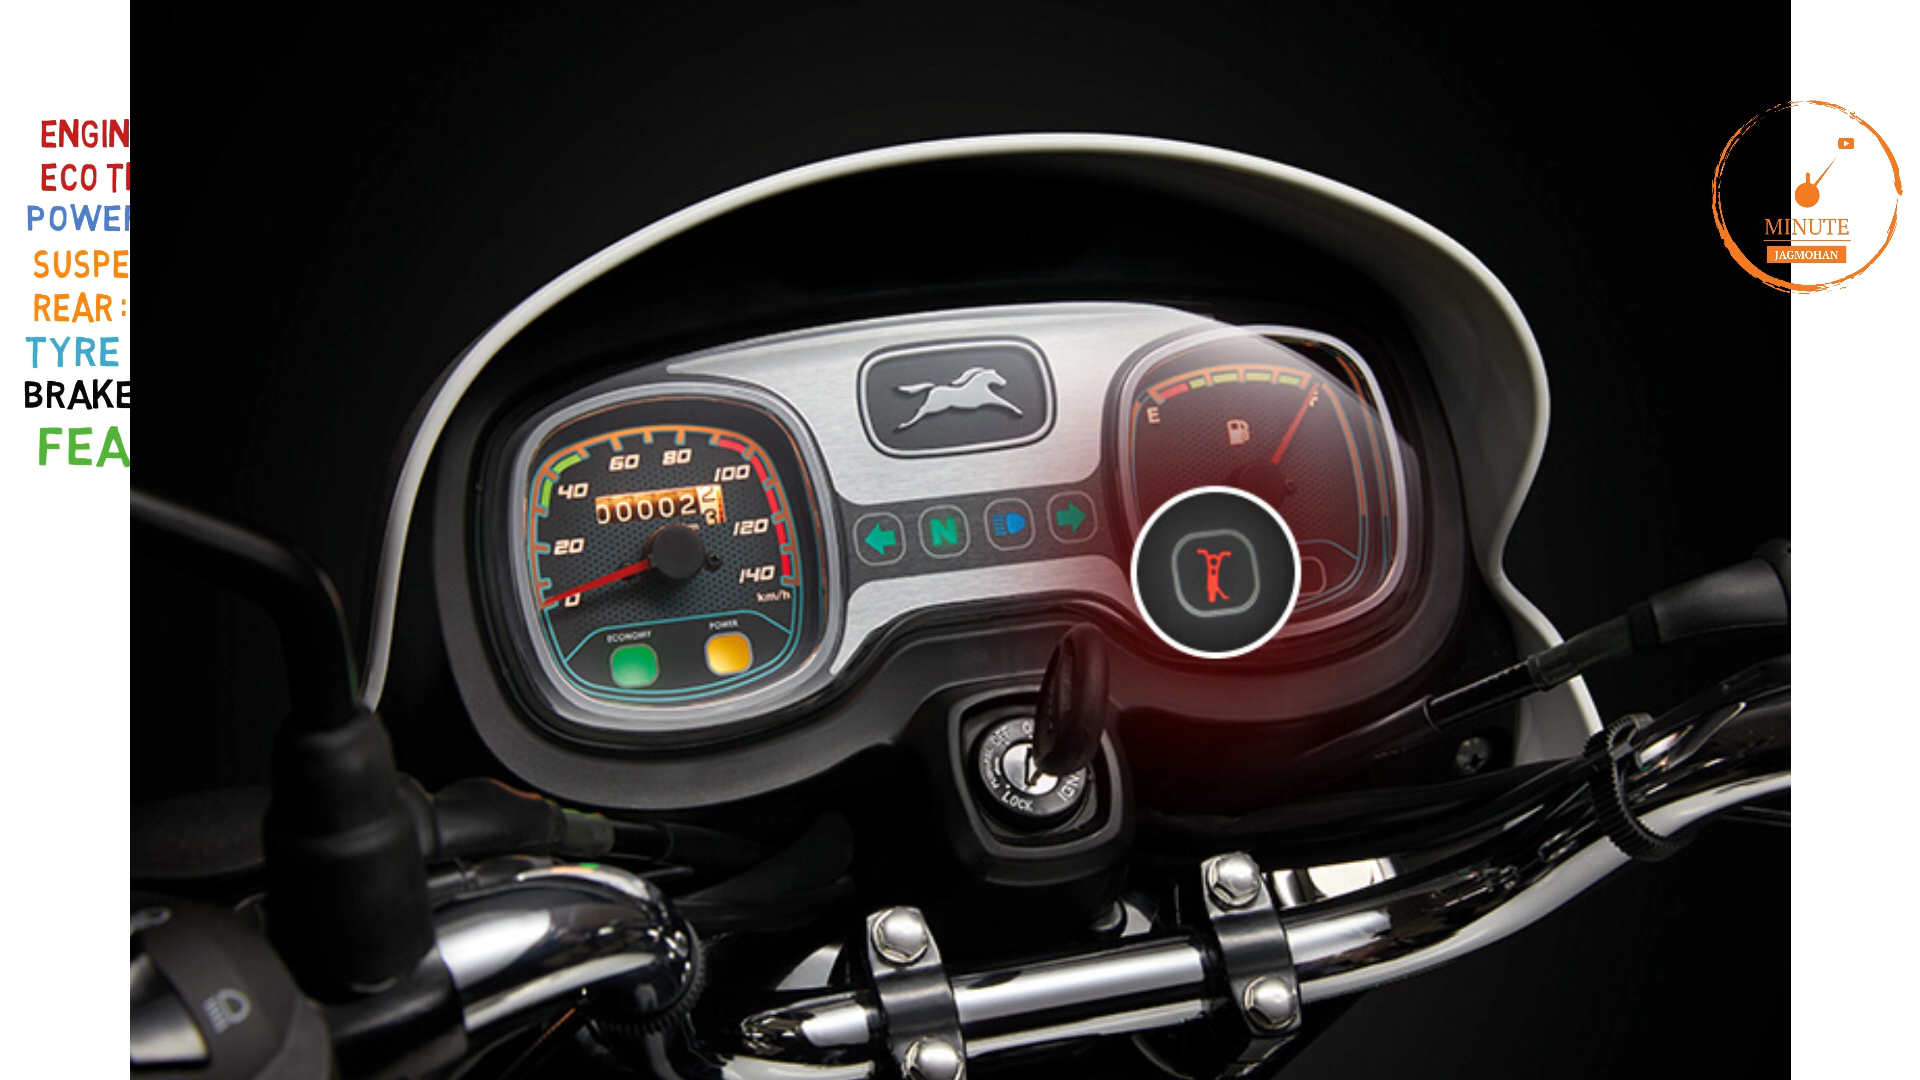 ENGIN
ECO T
POWER
SUSPE
REAR :
TYRE
BRAKE
FEA
MINUTE
JAGMOHAN
60 80
40 100
00002
20 120
140
0 km/h
ECONOMY POWER
N
E
LOCK